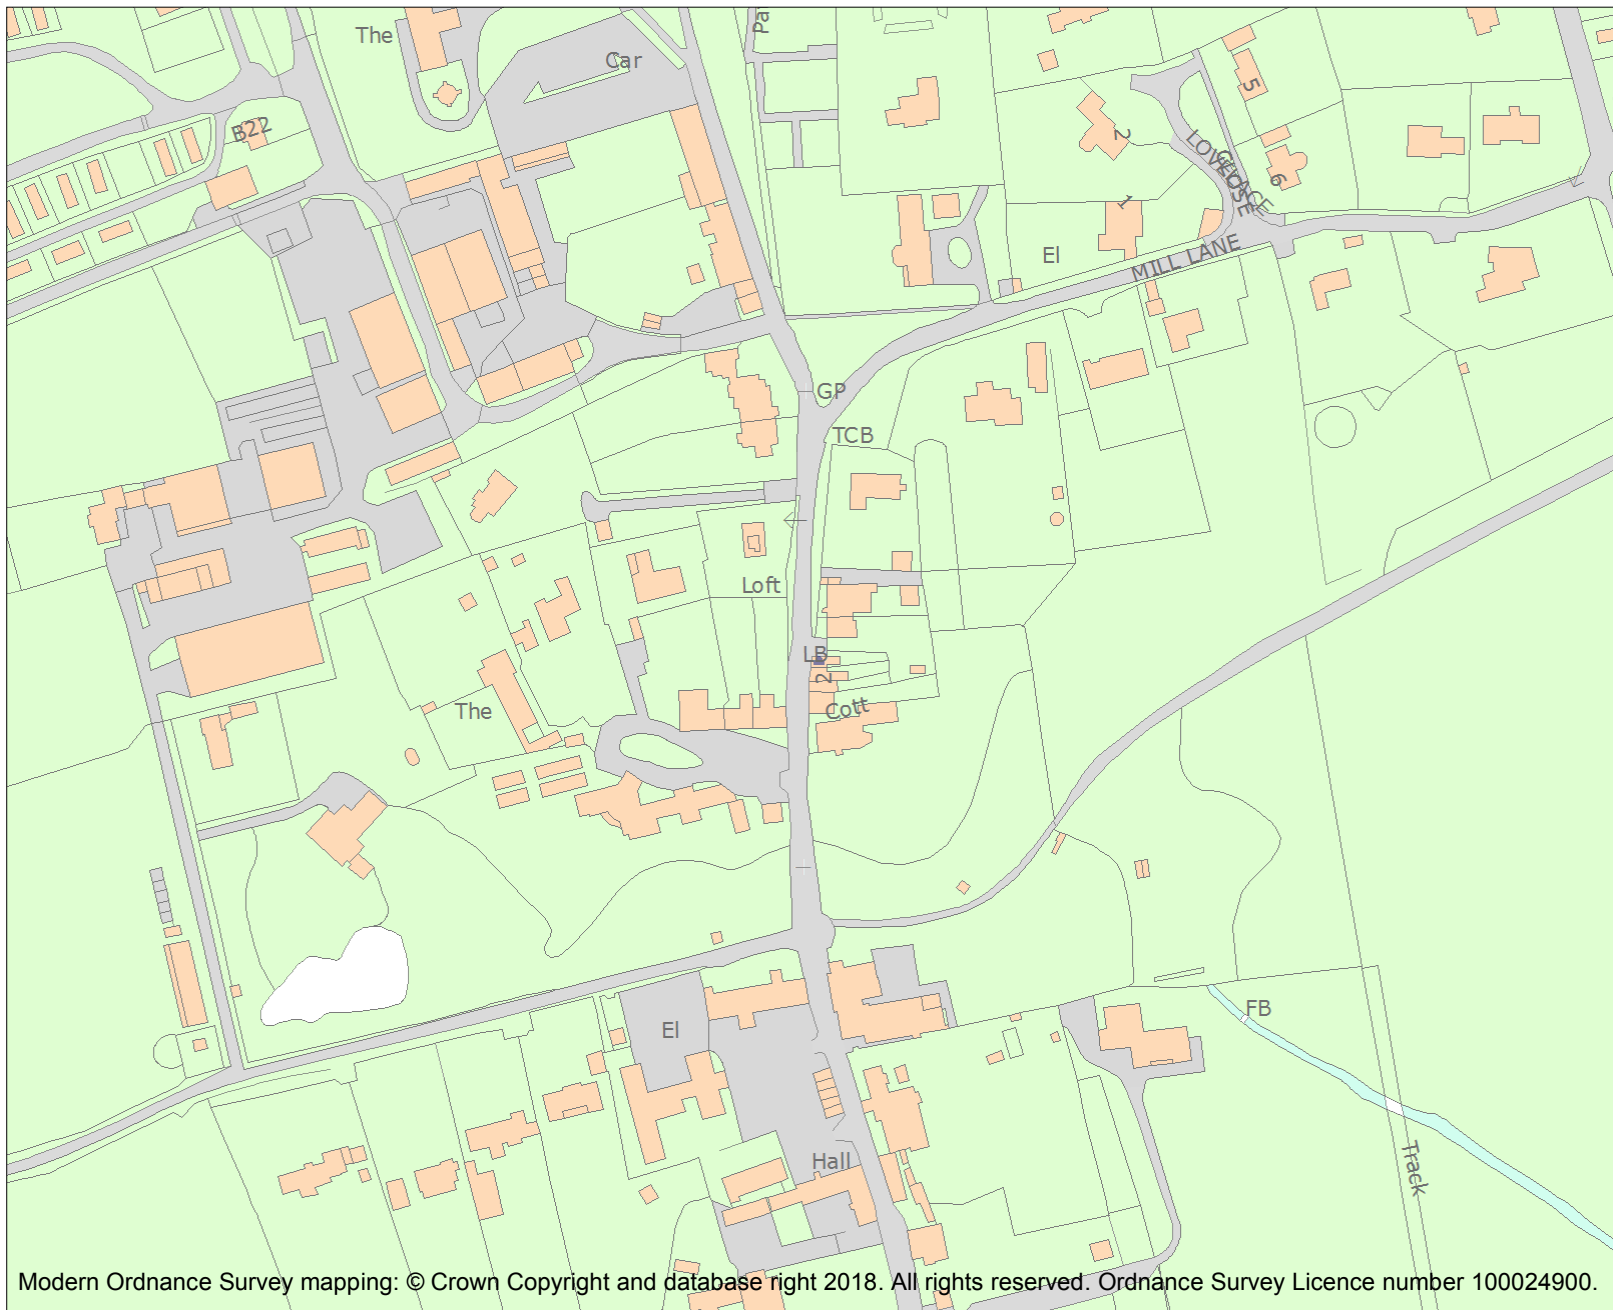 The
Pa
Car
B22
5
2
LOVELACE
CLOSE
6
1
El
MILL LANE
GP
TCB
Loft
LB
2
Cott
The
FB
El
Track
Hall
Modern Ordnance Survey mapping: © Crown Copyright and database right 2018. All rights reserved. Ordnance Survey Licence number 100024900.